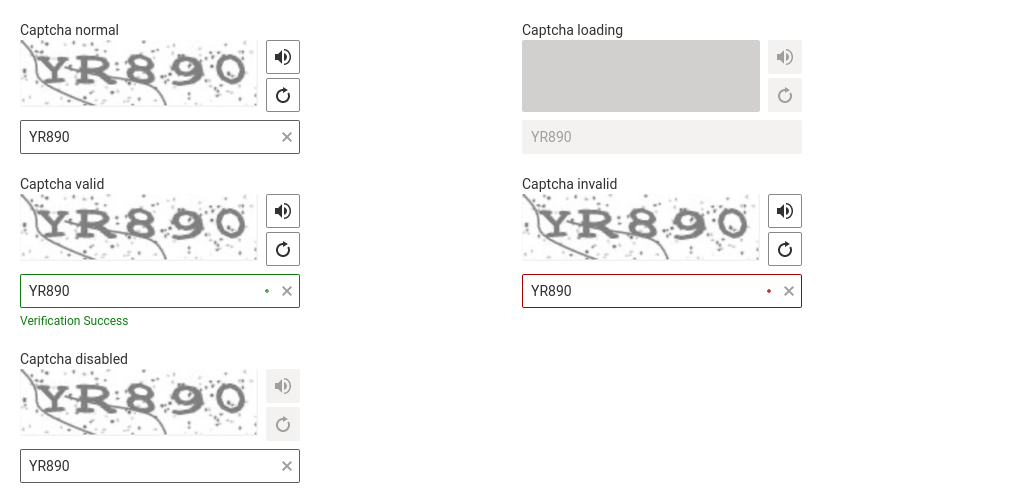 Captcha normal
YR890
YR890
Captcha loading
YR890
Captcha valid
YR890
YR890
Verification Success
Captcha invalid
YR890
YR890
Captcha disabled
YR890
YR890